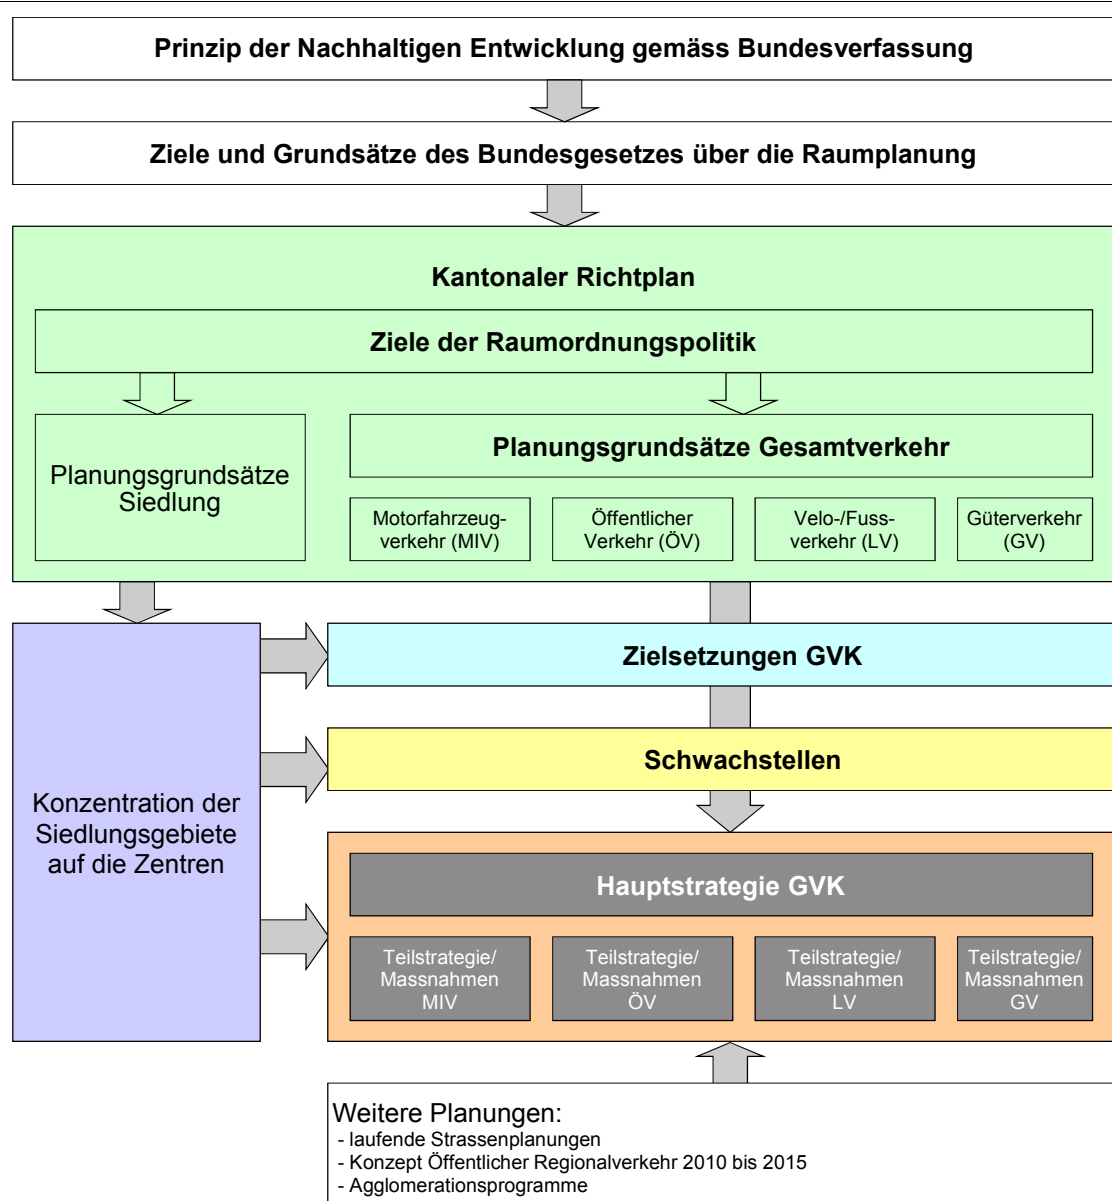 Prinzip der Nachhaltigen Entwicklung gemäss Bundesverfassung
Ziele und Grundsätze des Bundesgesetzes über die Raumplanung
Kantonaler Richtplan
Ziele der Raumordnungspolitik
Planungsgrundsätze
Siedlung
Planungsgrundsätze Gesamtverkehr
Motorfahrzeug-
verkehr (MIV)
Öffentlicher
Verkehr (ÖV)
Velo-/Fuss-
verkehr (LV)
Güterverkehr
(GV)
Konzentration der
Siedlungsgebiete
auf die Zentren
Zielsetzungen GVK
Schwachstellen
Hauptstrategie GVK
Teilstrategie/
Massnahmen
MIV
Teilstrategie/
Massnahmen
ÖV
Teilstrategie/
Massnahmen
LV
Teilstrategie/
Massnahmen
GV
Weitere Planungen:
- laufende Strassenplanungen
- Konzept Öffentlicher Regionalverkehr 2010 bis 2015
- Agglomerationsprogramme